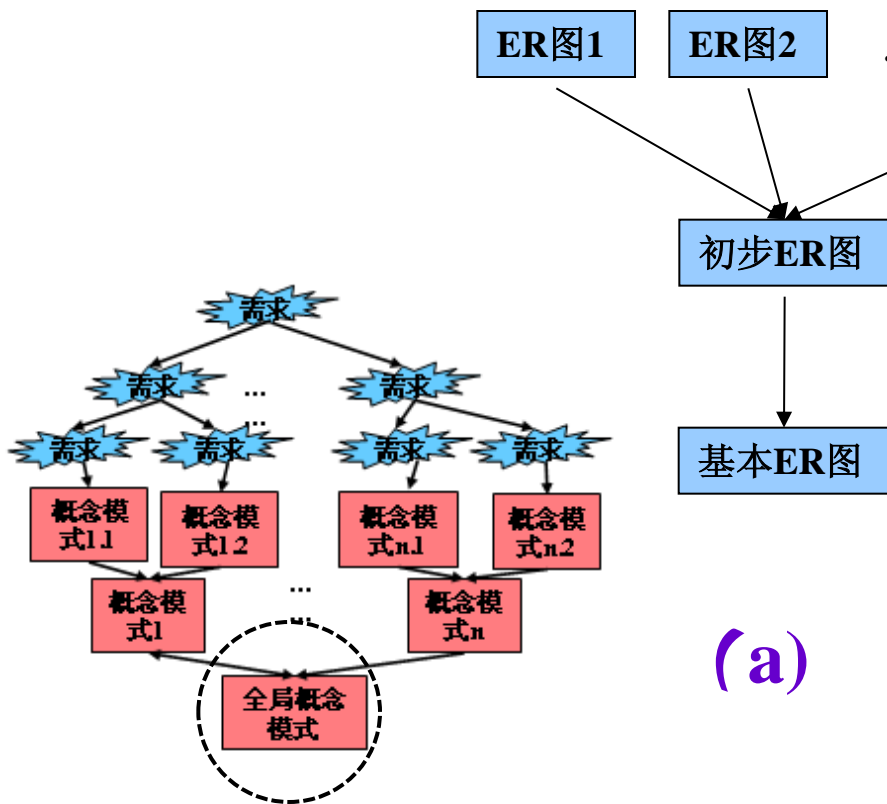 ER图1
ER图2
初步ER图
基本ER图
(a)
需求
需求
...
需求
...
需求
需求
需求
需求
概念模
式1.1
概念模
式1.2
概念模
式n.1
概念模
式n.2
...
...
概念模
式1
概念模
式n
全局概念
模式